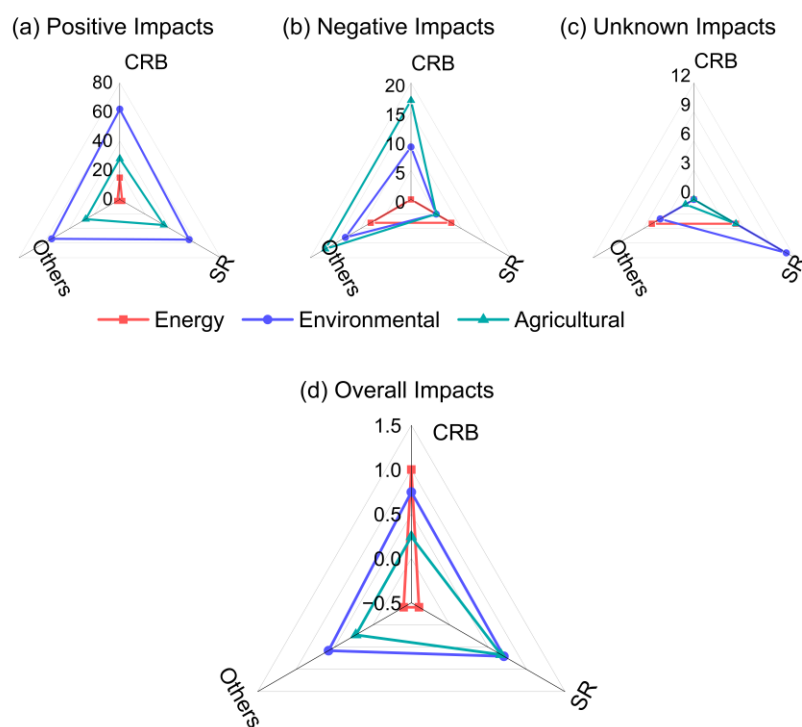 (a) Positive Impacts
(b) Negative Impacts
(c) Unknown Impacts
CRB
80
60
40
20
0
Others
SR
CRB
20
15
10
5
0
Others
SR
CRB
12
9
6
3
0
Others
SR
Energy Environmental Agricultural
(d) Overall Impacts
CRB
1.5
1.0
0.5
0.0
−0.5
Others
SR